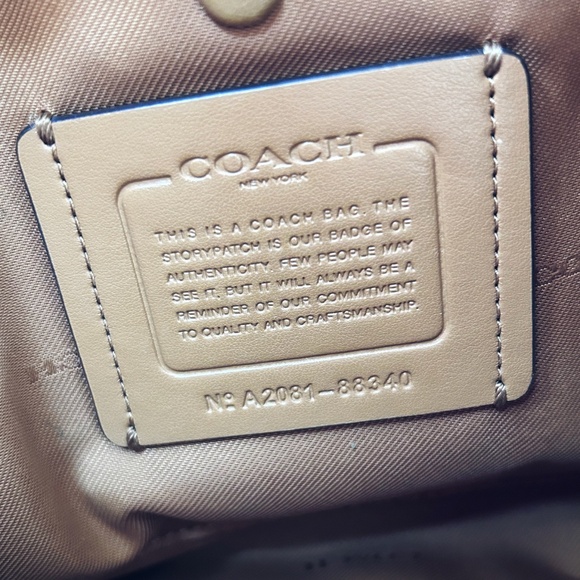 COACH
NEW YORK
THIS IS A COACH BAG. THE
STORYPATCH IS OUR BADGE OF
AUTHENTICITY. FEW PEOPLE MAY
SEE IT, BUT IT WILL ALWAYS BE A
REMINDER OF OUR COMMITMENT
TO QUALITY AND CRAFTSMANSHIP.
Nº A2081-88340